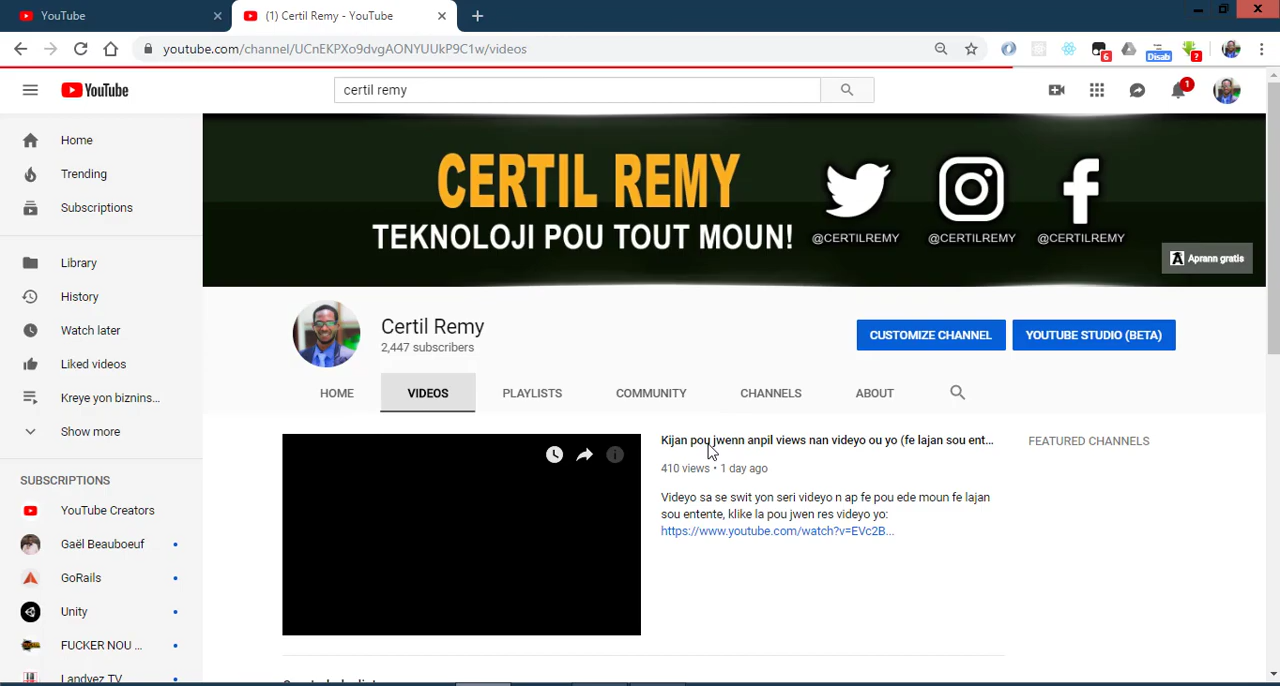 YouTube
(1) Certil Remy - YouTube
youtube.com/channel/UCnEKPXo9dvgAONYUUkP9C1w/videos
6
Disab
?
YouTube
certil remy
1
Home
Trending
Subscriptions
Library
History
Watch later
Liked videos
Kreye yon biznins...
Show more
SUBSCRIPTIONS
YouTube Creators
Gaël Beauboeuf
GoRails
Unity
FUCKER NOU ...
Landyez TV
CERTIL REMY
TEKNOLOJI POU TOUT MOUN!
@CERTILREMY
@CERTILREMY
@CERTILREMY
Aprann gratis
Certil Remy
2,447 subscribers
CUSTOMIZE CHANNEL
YOUTUBE STUDIO (BETA)
HOME
VIDEOS
PLAYLISTS
COMMUNITY
CHANNELS
ABOUT
Kijan pou jwenn anpil views nan videyo ou yo (fe lajan sou ent...
410 views • 1 day ago
Videyo sa se swit yon seri videyo n ap fe pou ede moun fe lajan
sou entente, klike la pou jwen res videyo yo:
https://www.youtube.com/watch?v=EVc2B...
FEATURED CHANNELS